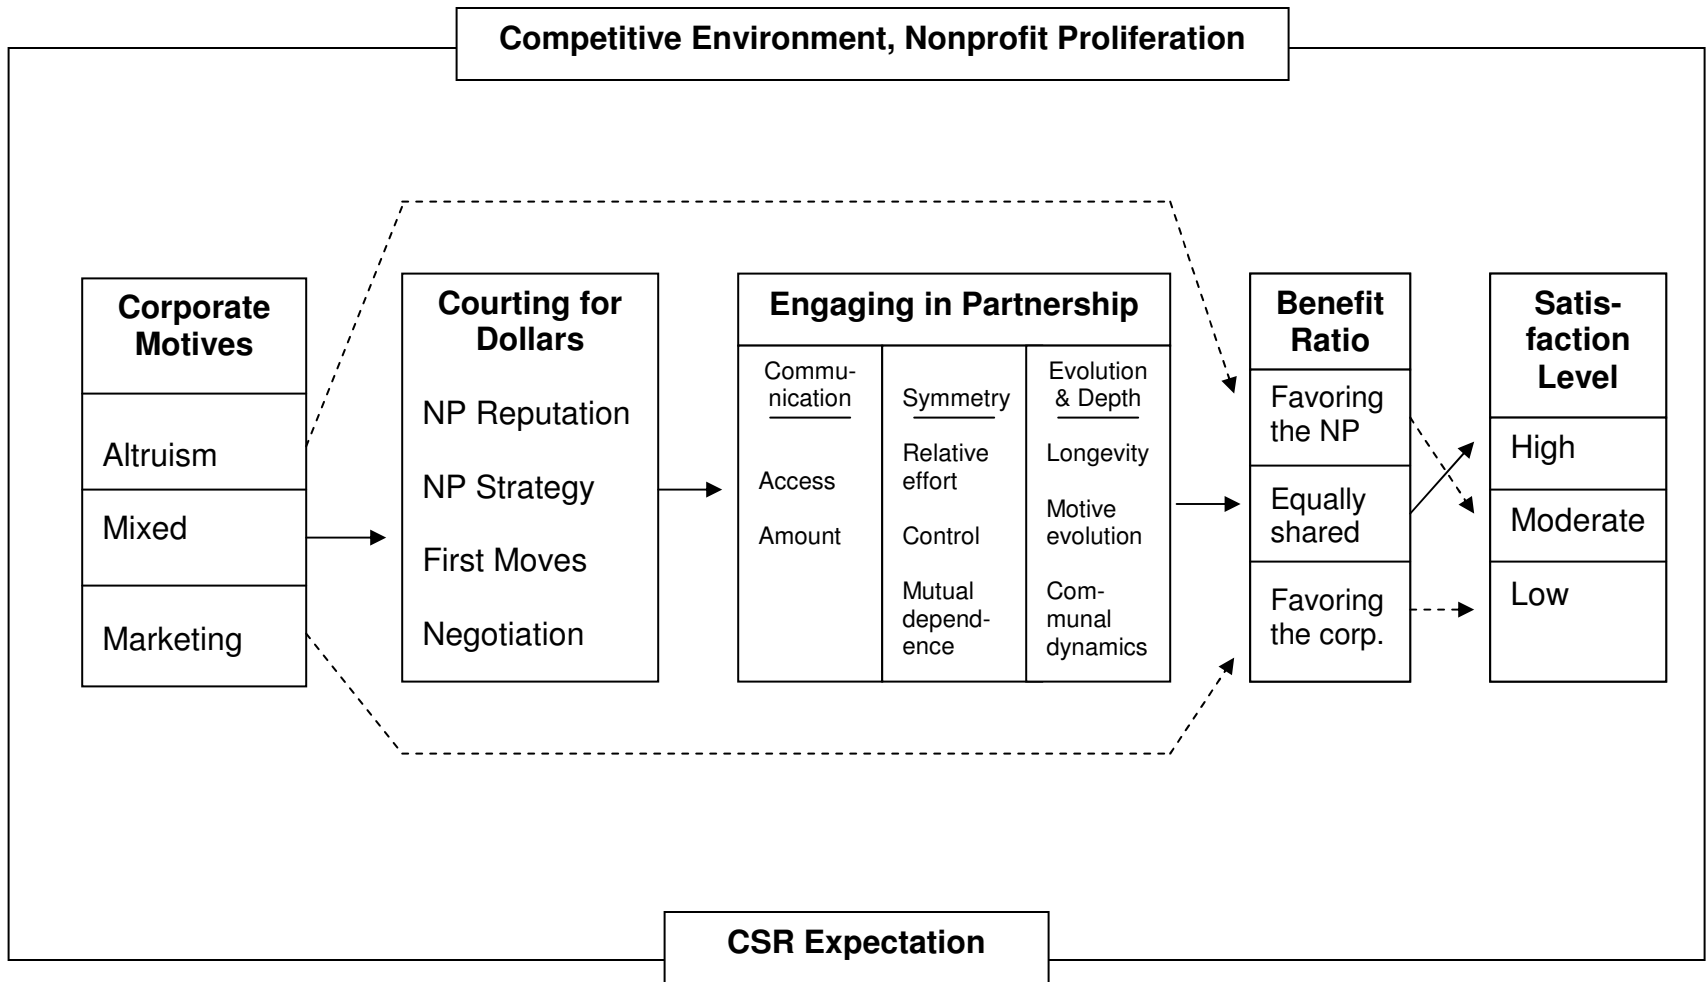 Competitive Environment, Nonprofit Proliferation
Corporate
Motives
Altruism
Mixed
Marketing
Courting for
Dollars
NP Reputation
NP Strategy
First Moves
Negotiation
Engaging in Partnership
Commu-
nication
Access
Amount
Symmetry
Relative
effort
Control
Mutual
depend-
ence
Evolution
& Depth
Longevity
Motive
evolution
Com-
munal
dynamics
Benefit
Ratio
Favoring
the NP
Equally
shared
Favoring
the corp.
Satis-
faction
Level
High
Moderate
Low
CSR Expectation